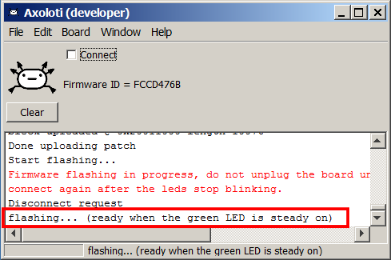 Axoloti (developer)
File Edit Board Window Help
Connect
Firmware ID = FCCD476B
Clear
Done uploading patch
Start flashing...
Firmware flashing in progress, do not unplug the board un
connect again after the leds stop blinking.
Disconnect request
flashing... (ready when the green LED is steady on)
flashing... (ready when the green LED is steady on)